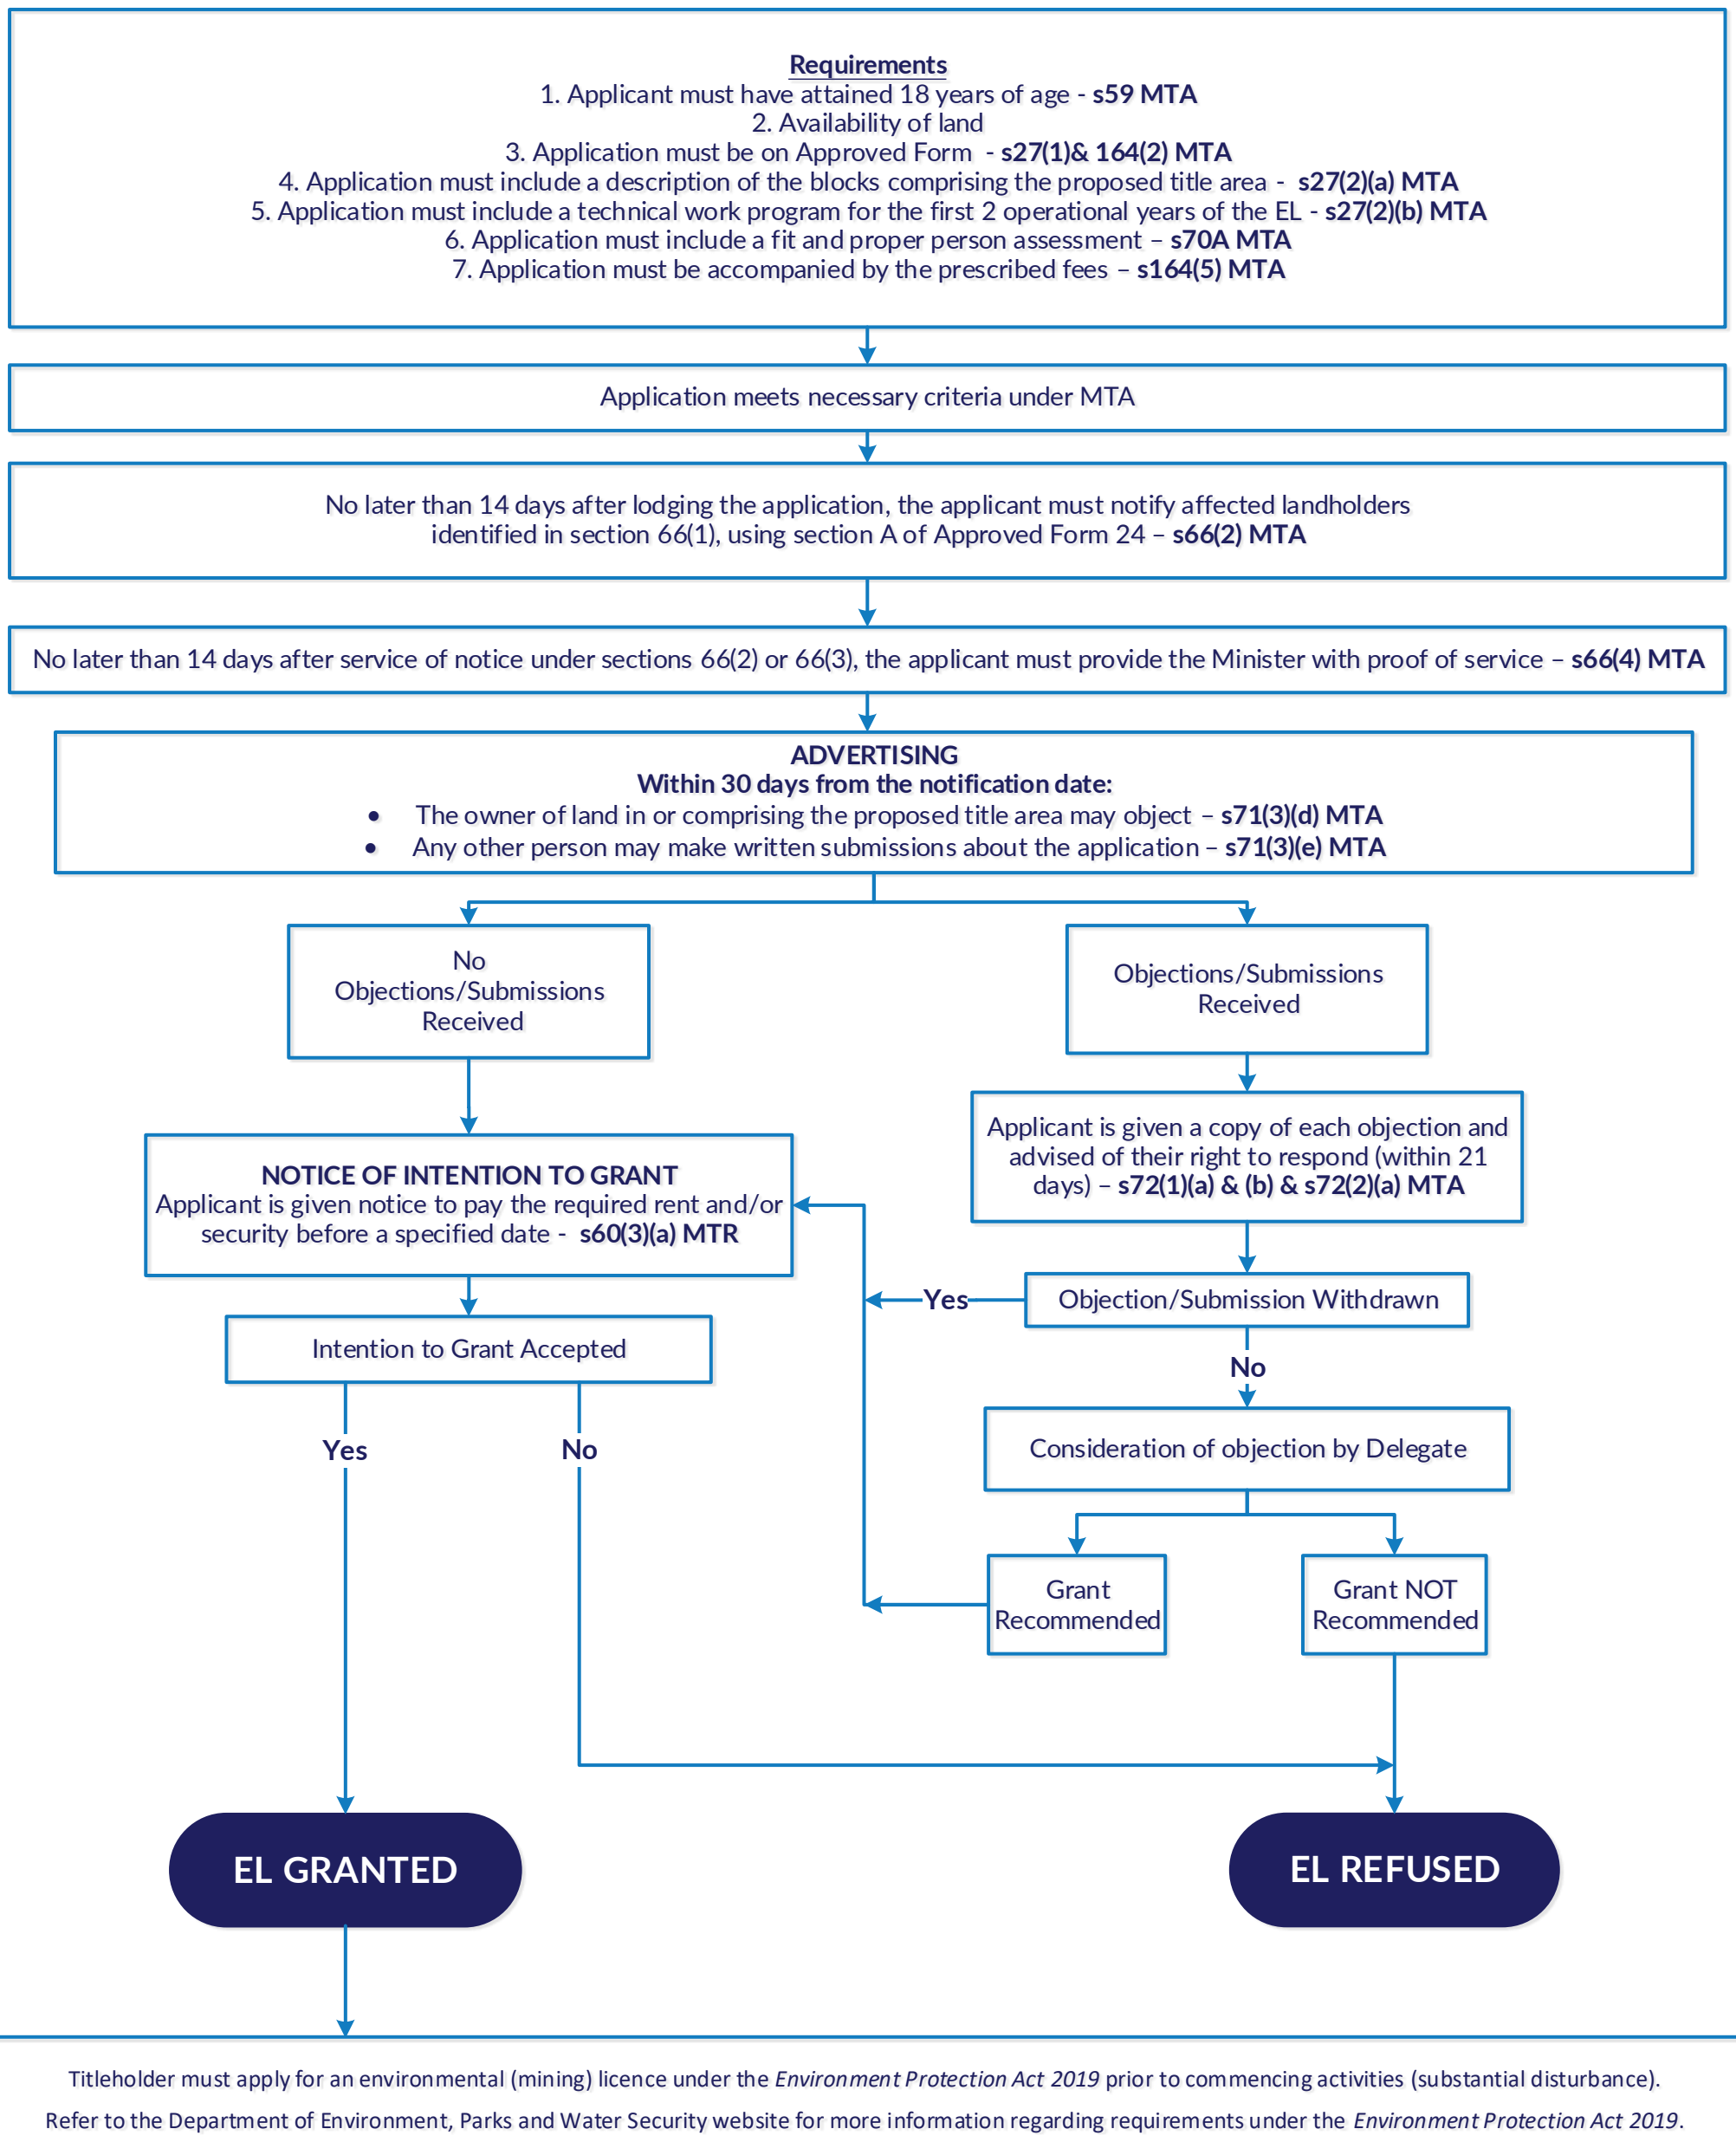 Requirements
1. Applicant must have attained 18 years of age - s59 MTA
2. Availability of land
3. Application must be on Approved Form - s27(1)& 164(2) MTA
4. Application must include a description of the blocks comprising the proposed title area - s27(2)(a) MTA
5. Application must include a technical work program for the first 2 operational years of the EL - s27(2)(b) MTA
6. Application must include a fit and proper person assessment – s70A MTA
7. Application must be accompanied by the prescribed fees – s164(5) MTA
Application meets necessary criteria under MTA
No later than 14 days after lodging the application, the applicant must notify affected landholders
identified in section 66(1), using section A of Approved Form 24 – s66(2) MTA
No later than 14 days after service of notice under sections 66(2) or 66(3), the applicant must provide the Minister with proof of service – s66(4) MTA
ADVERTISING
Within 30 days from the notification date:
• The owner of land in or comprising the proposed title area may object – s71(3)(d) MTA
• Any other person may make written submissions about the application – s71(3)(e) MTA
No
Objections/Submissions
Received
Objections/Submissions
Received
Applicant is given a copy of each objection and
advised of their right to respond (within 21
days) – s72(1)(a) & (b) & s72(2)(a) MTA
NOTICE OF INTENTION TO GRANT
Applicant is given notice to pay the required rent and/or
security before a specified date - s60(3)(a) MTR
Yes
Objection/Submission Withdrawn
Intention to Grant Accepted
No
Yes
No
Consideration of objection by Delegate
Grant
Recommended
Grant NOT
Recommended
EL GRANTED
EL REFUSED
Titleholder must apply for an environmental (mining) licence under the Environment Protection Act 2019 prior to commencing activities (substantial disturbance).
Refer to the Department of Environment, Parks and Water Security website for more information regarding requirements under the Environment Protection Act 2019.